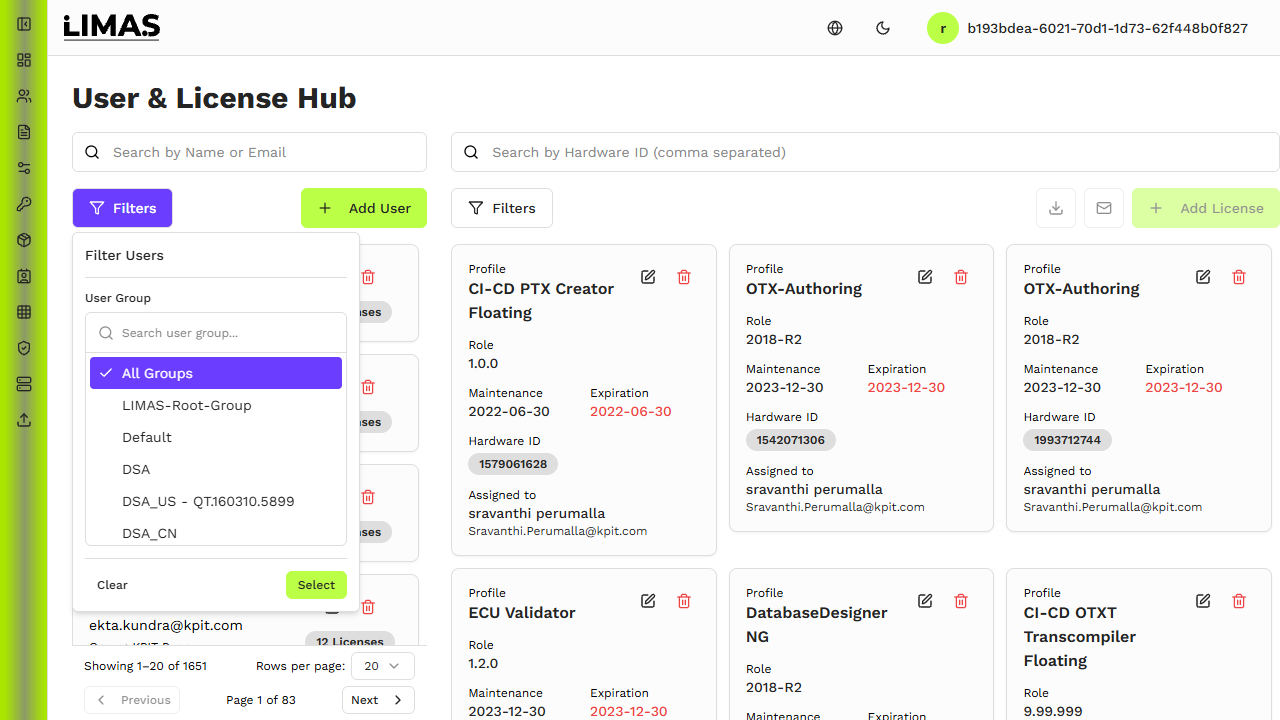 LIMAS
r
b193bdea-6021-70d1-1d73-62f448b0f827
User & License Hub
Search by Name or Email
Search by Hardware ID (comma separated)
Filters
Add User
Filters
Add License
Filter Users
User Group
Search user group...
All Groups
LIMAS-Root-Group
Default
DSA
DSA_US - QT.160310.5899
DSA_CN
Clear
Select
ekta.kundra@kpit.com
12 Licenses
Showing 1–20 of 1651
Rows per page:
20
Previous
Page 1 of 83
Next
Profile
CI-CD PTX Creator
Floating
Role
1.0.0
Maintenance
Expiration
2022-06-30
2022-06-30
Hardware ID
1579061628
Assigned to
sravanthi perumalla
Sravanthi.Perumalla@kpit.com
Profile
OTX-Authoring
Role
2018-R2
Maintenance
Expiration
2023-12-30
2023-12-30
Hardware ID
1542071306
Assigned to
sravanthi perumalla
Sravanthi.Perumalla@kpit.com
Profile
OTX-Authoring
Role
2018-R2
Maintenance
Expiration
2023-12-30
2023-12-30
Hardware ID
1993712744
Assigned to
sravanthi perumalla
Sravanthi.Perumalla@kpit.com
Profile
ECU Validator
Role
1.2.0
Maintenance
Expiration
2023-12-30
2023-12-30
Profile
DatabaseDesigner
NG
Role
2018-R2
Maintenance
Expiration
Profile
CI-CD OTXT
Transcompiler
Floating
Role
9.99.999